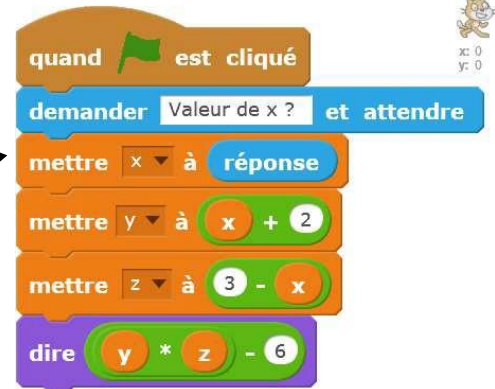 quand est cliqué
x: 0
y: 0
demander Valeur de x ? et attendre
mettre x à réponse
mettre y à x + 2
mettre z à 3 - x
dire y * z - 6